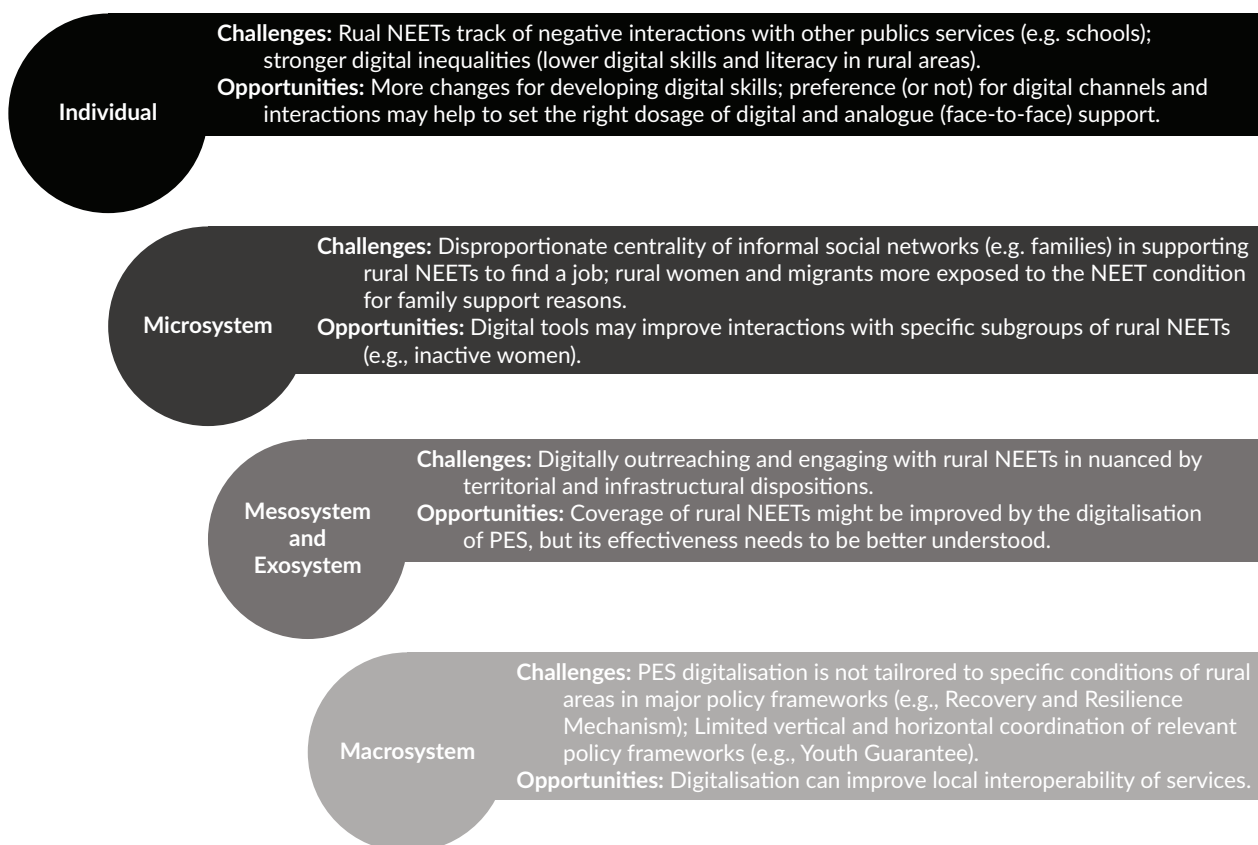 Individual
Challenges: Rual NEETs track of negative interactions with other publics services (e.g. schools);
stronger digital inequalities (lower digital skills and literacy in rural areas).
Opportunities: More changes for developing digital skills; preference (or not) for digital channels and
interactions may help to set the right dosage of digital and analogue (face-to-face) support.
Microsystem
Challenges: Disproportionate centrality of informal social networks (e.g. families) in supporting
rural NEETs to find a job; rural women and migrants more exposed to the NEET condition
for family support reasons.
Opportunities: Digital tools may improve interactions with specific subgroups of rural NEETs
(e.g., inactive women).
Mesosystem
and
Exosystem
Challenges: Digitally outrreaching and engaging with rural NEETs in nuanced by
territorial and infrastructural dispositions.
Opportunities: Coverage of rural NEETs might be improved by the digitalisation
of PES, but its effectiveness needs to be better understood.
Macrosystem
Challenges: PES digitalisation is not tailrored to specific conditions of rural
areas in major policy frameworks (e.g., Recovery and Resilience
Mechanism); Limited vertical and horizontal coordination of relevant
policy frameworks (e.g., Youth Guarantee).
Opportunities: Digitalisation can improve local interoperability of services.